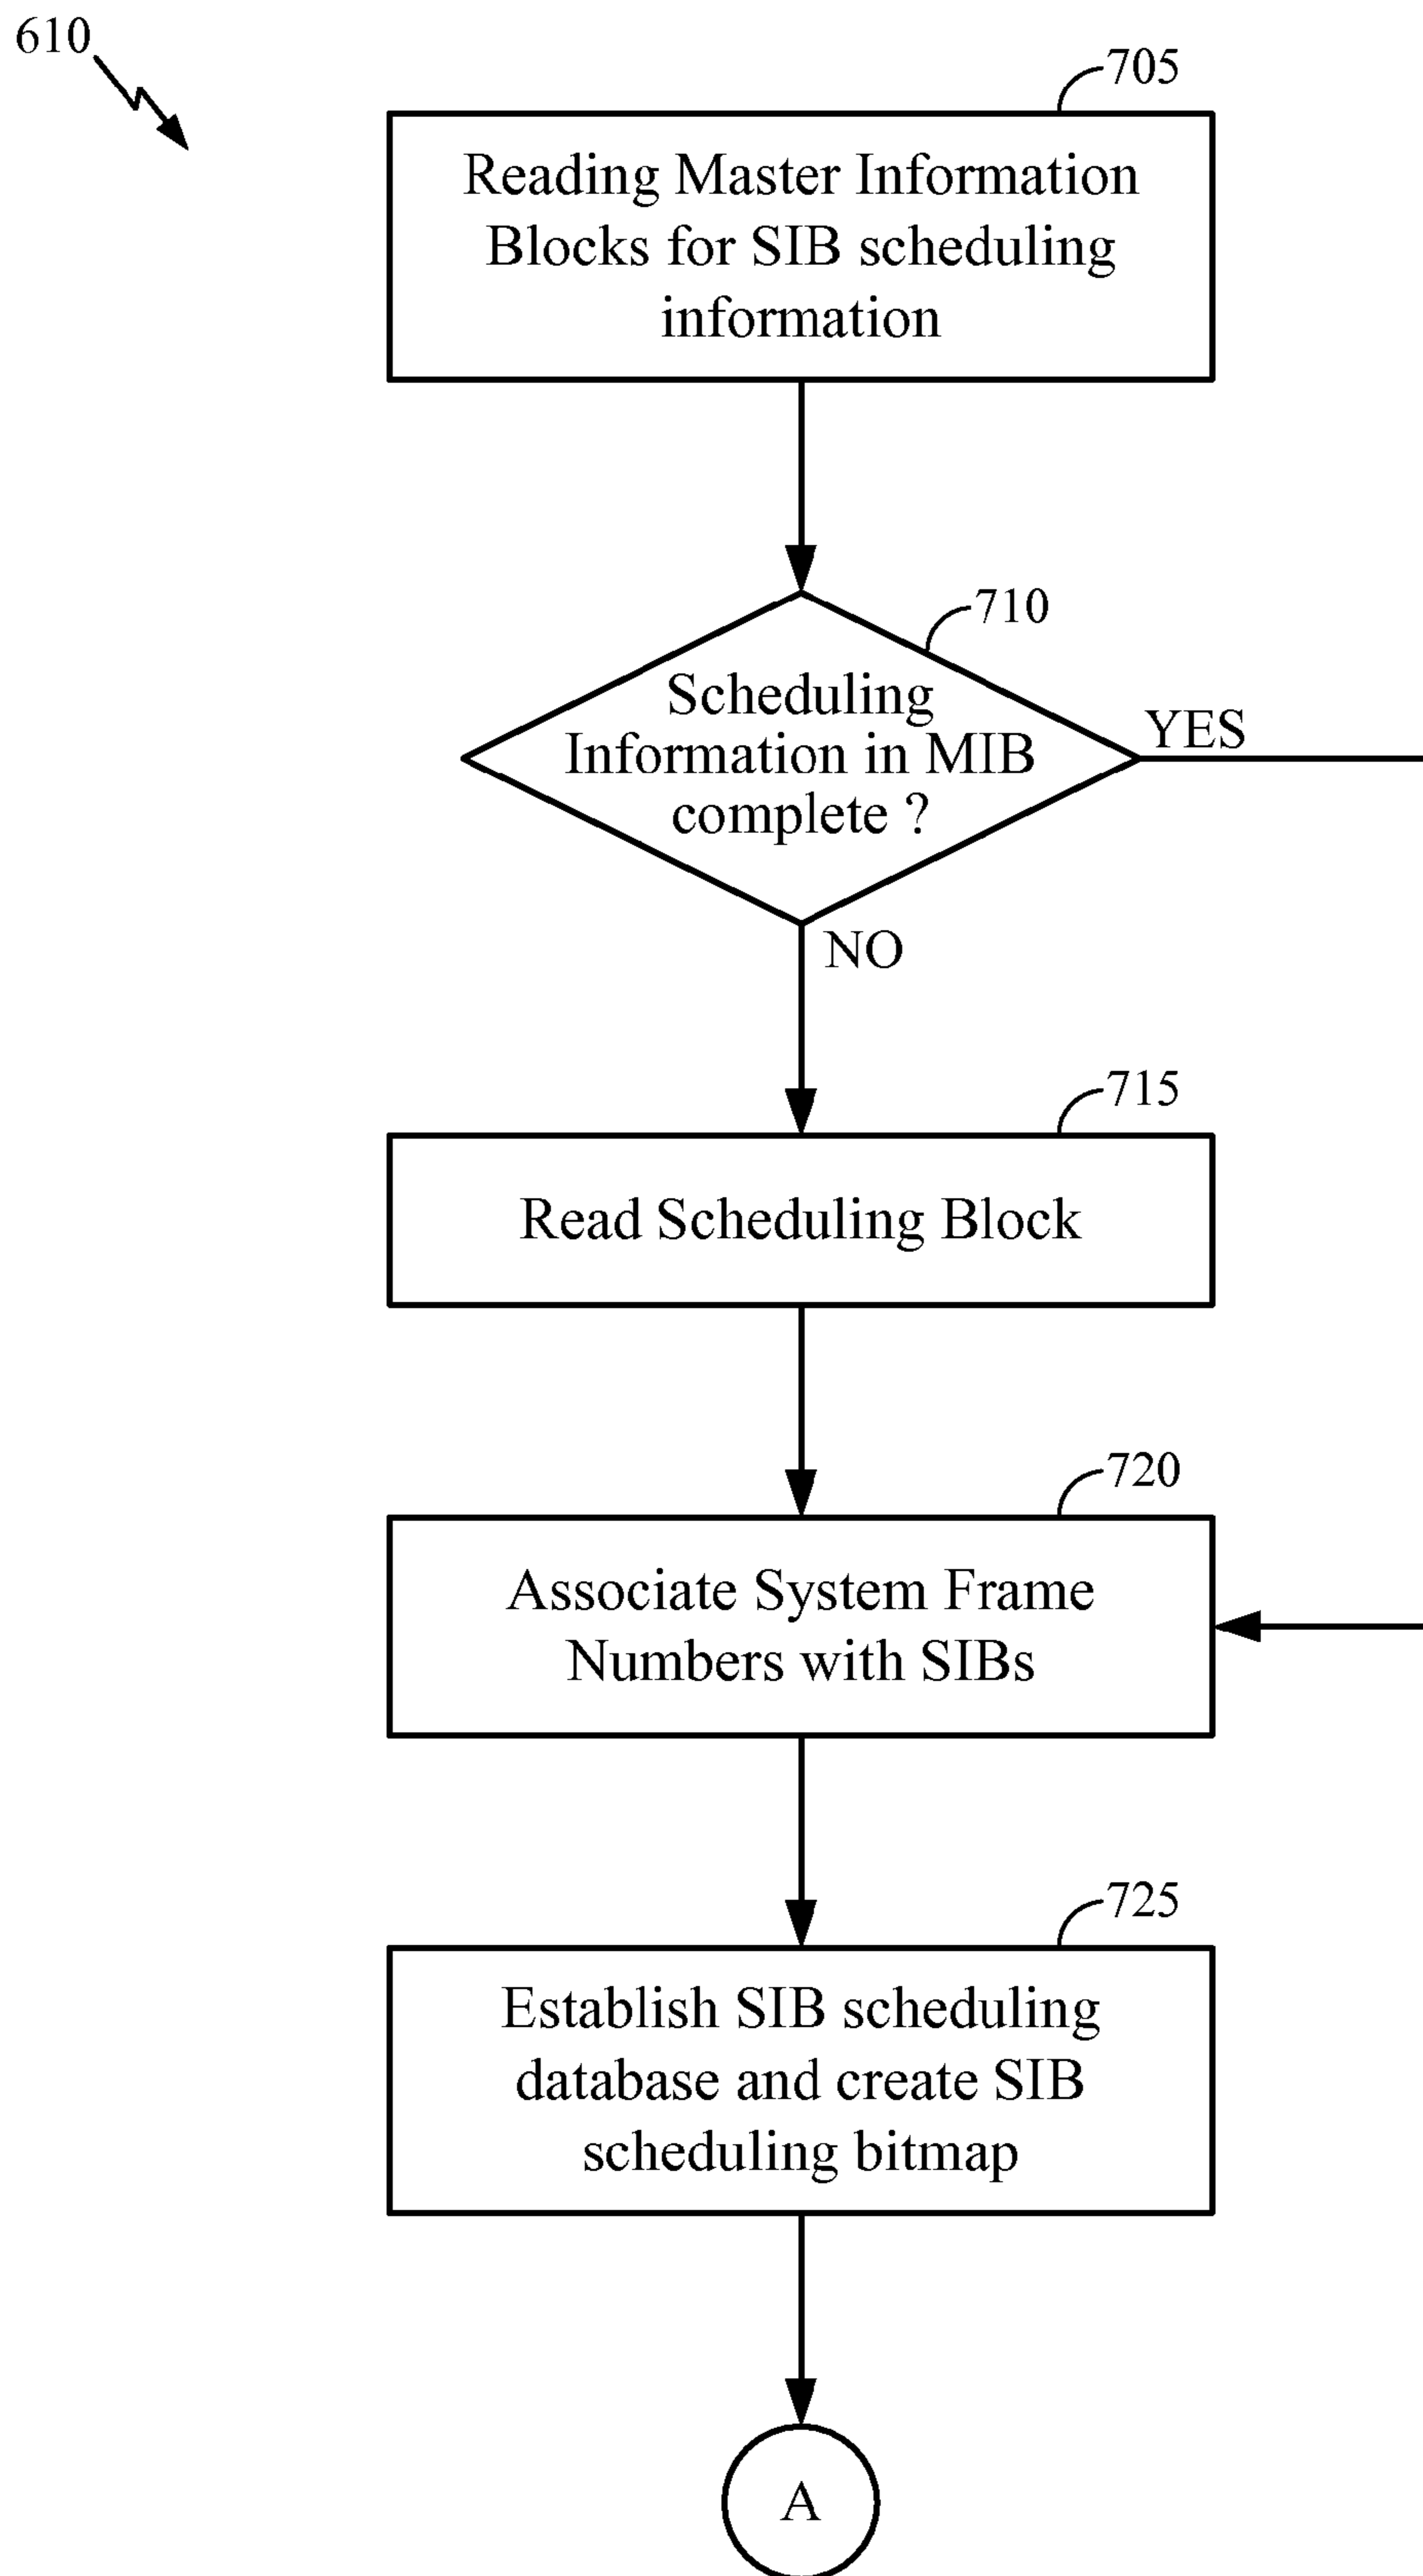 610
705
Reading Master Information
Blocks for SIB scheduling
information
710
Scheduling
Information in MIB
complete ?
YES
NO
715
Read Scheduling Block
720
Associate System Frame
Numbers with SIBs
725
Establish SIB scheduling
database and create SIB
scheduling bitmap
A